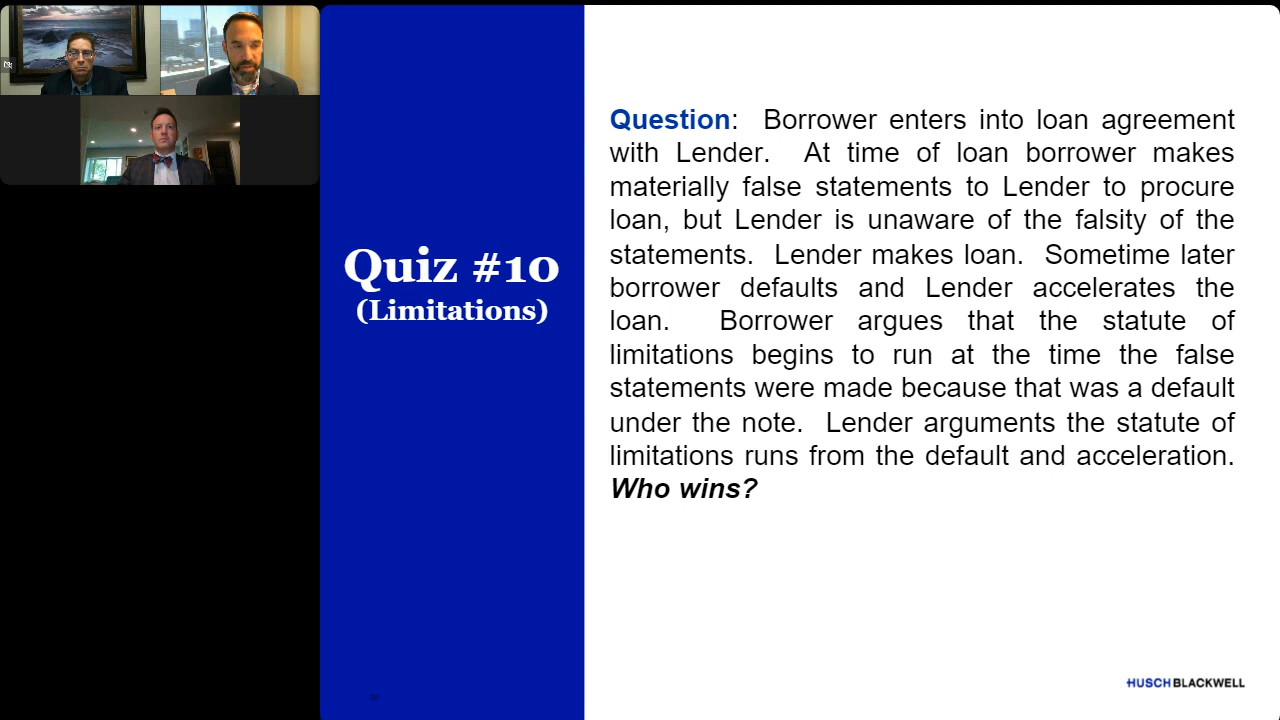 Quiz #10
(Limitations)
Question: Borrower enters into loan agreement
with Lender. At time of loan borrower makes
materially false statements to Lender to procure
loan, but Lender is unaware of the falsity of the
statements. Lender makes loan. Sometime later
borrower defaults and Lender accelerates the
loan. Borrower argues that the statute of
limitations begins to run at the time the false
statements were made because that was a default
under the note. Lender arguments the statute of
limitations runs from the default and acceleration.
Who wins?
HUSCH BLACKWELL